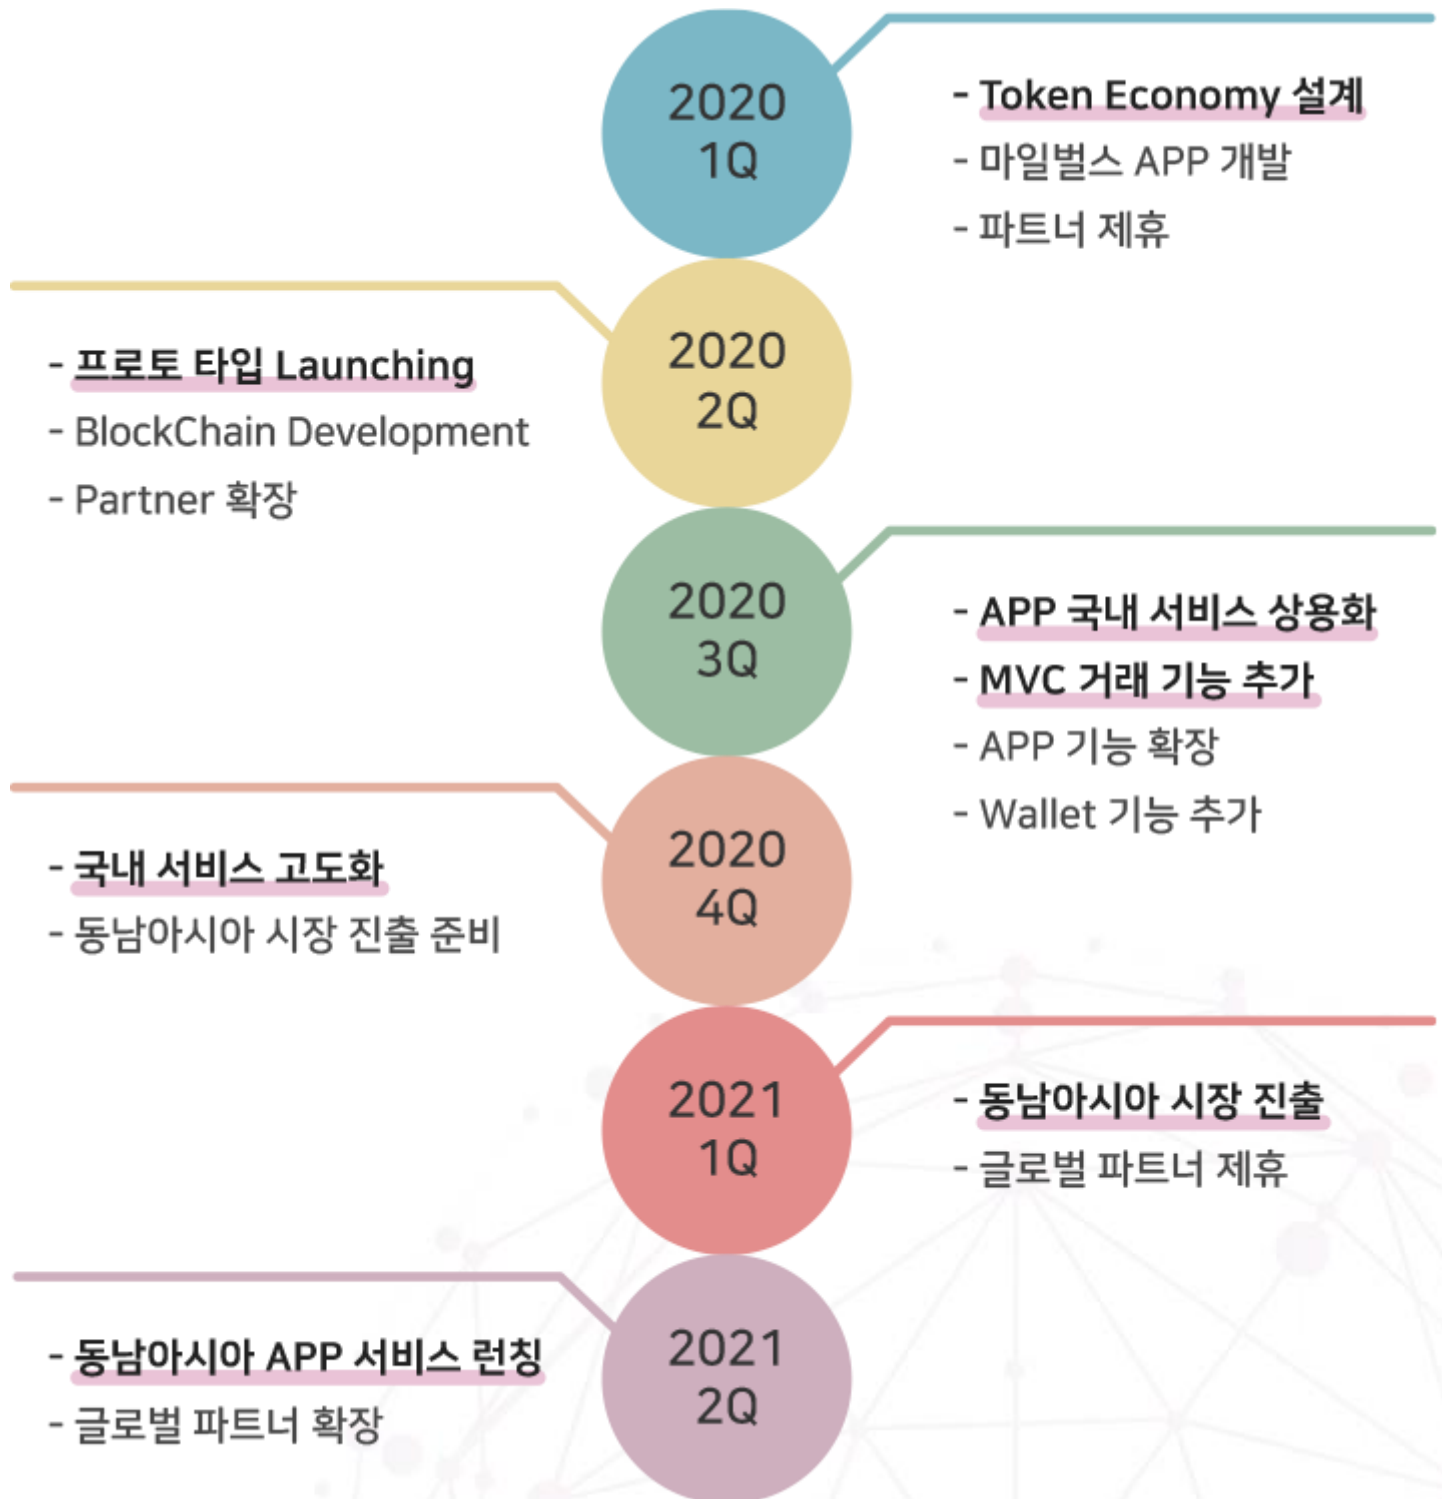 2020
1Q
- Token Economy 설계
- 마일벌스 APP 개발
- 파트너 제휴
2020
2Q
- 프로토 타입 Launching
- BlockChain Development
- Partner 확장
2020
3Q
- APP 국내 서비스 상용화
- MVC 거래 기능 추가
- APP 기능 확장
- Wallet 기능 추가
2020
4Q
- 국내 서비스 고도화
- 동남아시아 시장 진출 준비
2021
1Q
- 동남아시아 시장 진출
- 글로벌 파트너 제휴
2021
2Q
- 동남아시아 APP 서비스 런칭
- 글로벌 파트너 확장